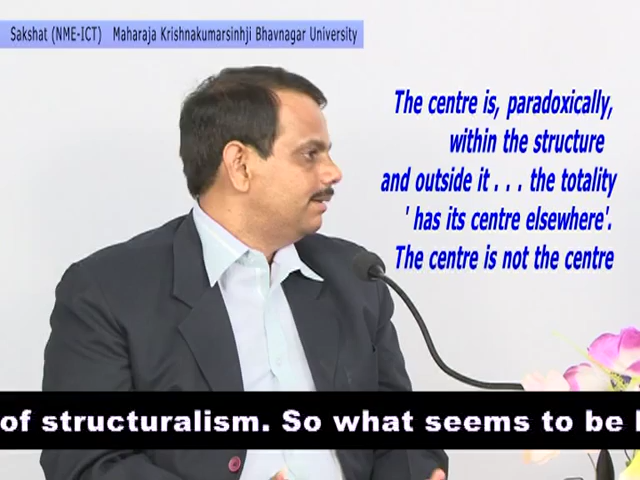 Sakshat (NME-ICT) Maharaja Krishnakumarsinhji Bhavnagar University
The centre is, paradoxically,
within the structure
and outside it . . . the totality
' has its centre elsewhere'.
The centre is not the centre
of structuralism. So what seems to be